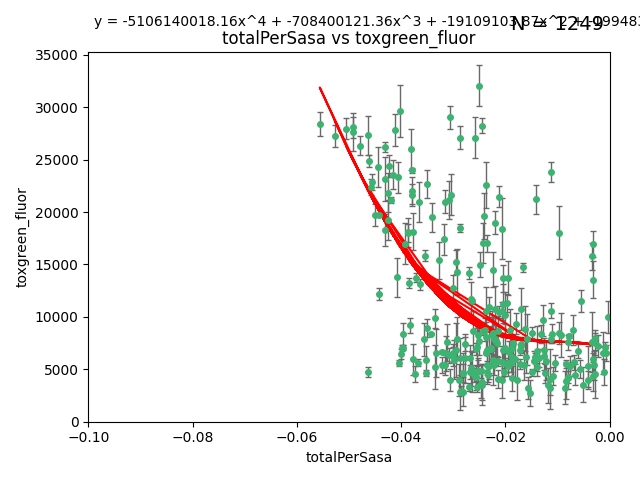 y = -5106140018.16x^4 + -708400121.36x^3 + -19109103.87x^2 +
N = 1249
totalPerSasa vs toxgreen_fluor
35000
30000
25000
20000
15000
10000
5000
0
toxgreen_fluor
−0.10 −0.08 −0.06 −0.04 −0.02 0.00
totalPerSasa